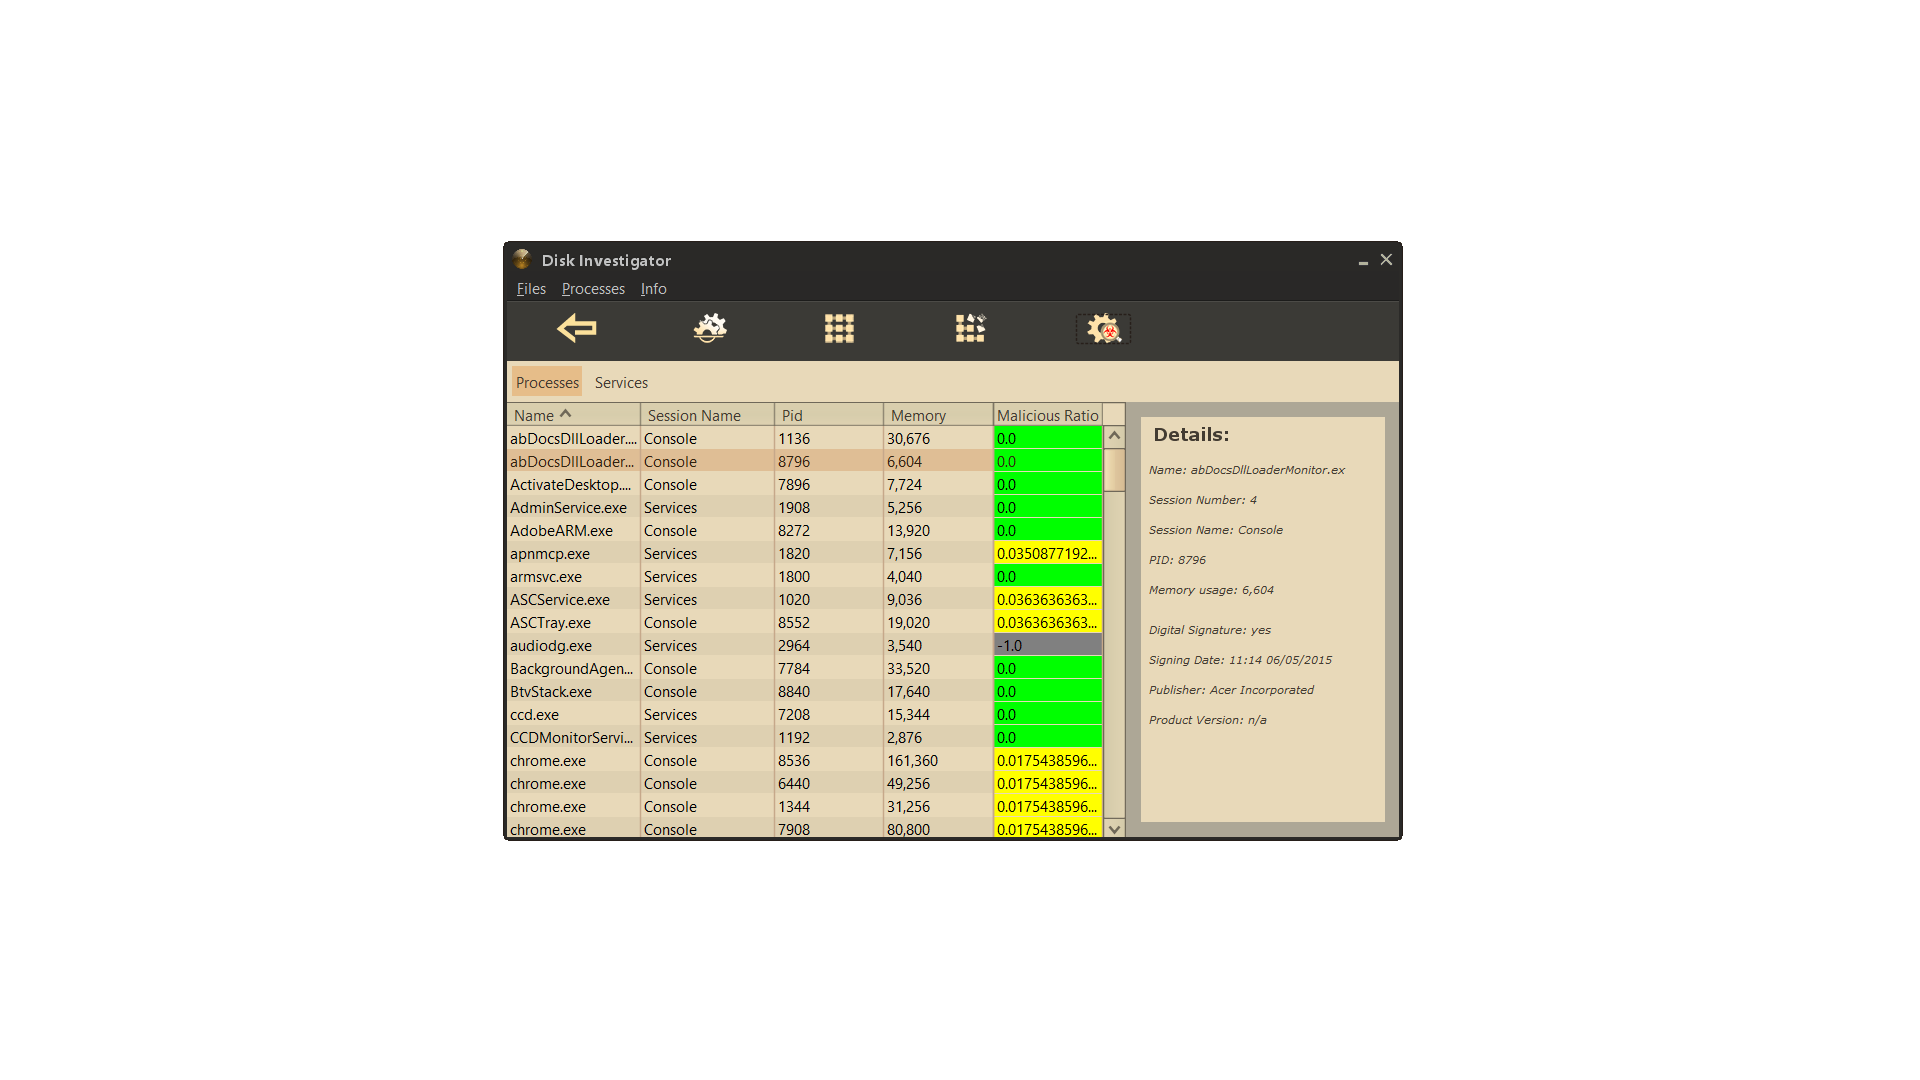 Disk Investigator
Files Processes Info
Processes Services
Name Session Name Pid Memory Malicious Ratio
abDocsDllLoader.... Console 1136 30,676 0.0
abDocsDllLoader... Console 8796 6,604 0.0
ActivateDesktop.... Console 7896 7,724 0.0
AdminService.exe Services 1908 5,256 0.0
AdobeARM.exe Console 8272 13,920 0.0
apnmcp.exe Services 1820 7,156 0.0350877192...
armsvc.exe Services 1800 4,040 0.0
ASCService.exe Services 1020 9,036 0.0363636363...
ASCTray.exe Console 8552 19,020 0.0363636363...
audiodg.exe Services 2964 3,540 -1.0
BackgroundAgen... Console 7784 33,520 0.0
BtvStack.exe Console 8840 17,640 0.0
ccd.exe Services 7208 15,344 0.0
CCDMonitorServi... Services 1192 2,876 0.0
chrome.exe Console 8536 161,360 0.0175438596...
chrome.exe Console 6440 49,256 0.0175438596...
chrome.exe Console 1344 31,256 0.0175438596...
chrome.exe Console 7908 80,800 0.0175438596...
Details:
Name: abDocsDllLoaderMonitor.ex
Session Number: 4
Session Name: Console
PID: 8796
Memory usage: 6,604
Digital Signature: yes
Signing Date: 11:14 06/05/2015
Publisher: Acer Incorporated
Product Version: n/a